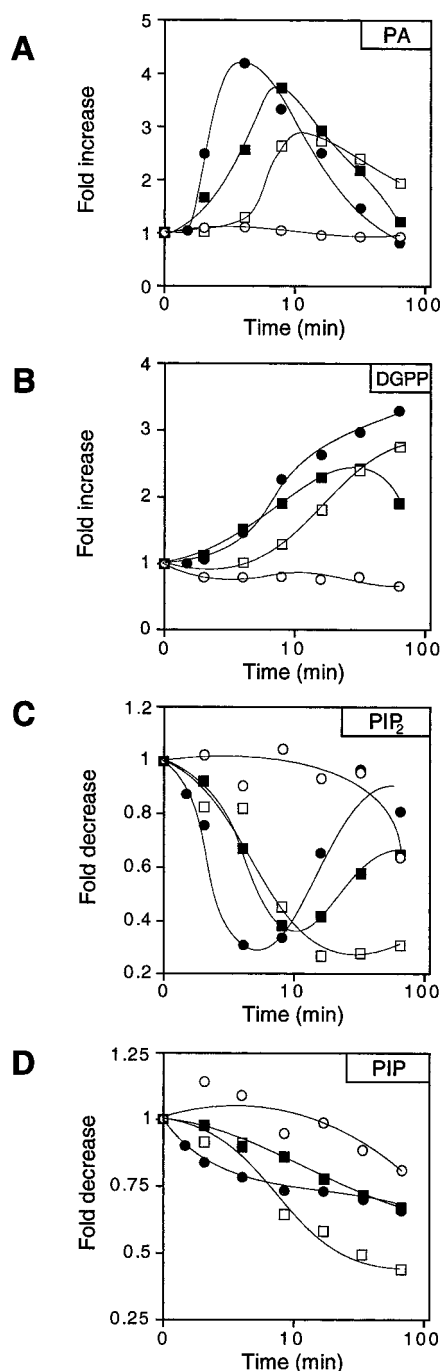 A
PA
Fold increase
5
4
3
2
1
0
0
10
100
Time (min)
B
DGPP
Fold increase
4
3
2
1
0
0
10
100
Time (min)
C
PIP2
Fold decrease
1.2
1
0.8
0.6
0.4
0.2
0
10
100
Time (min)
D
PIP
Fold decrease
1.25
1
0.75
0.5
0.25
0
10
100
Time (min)